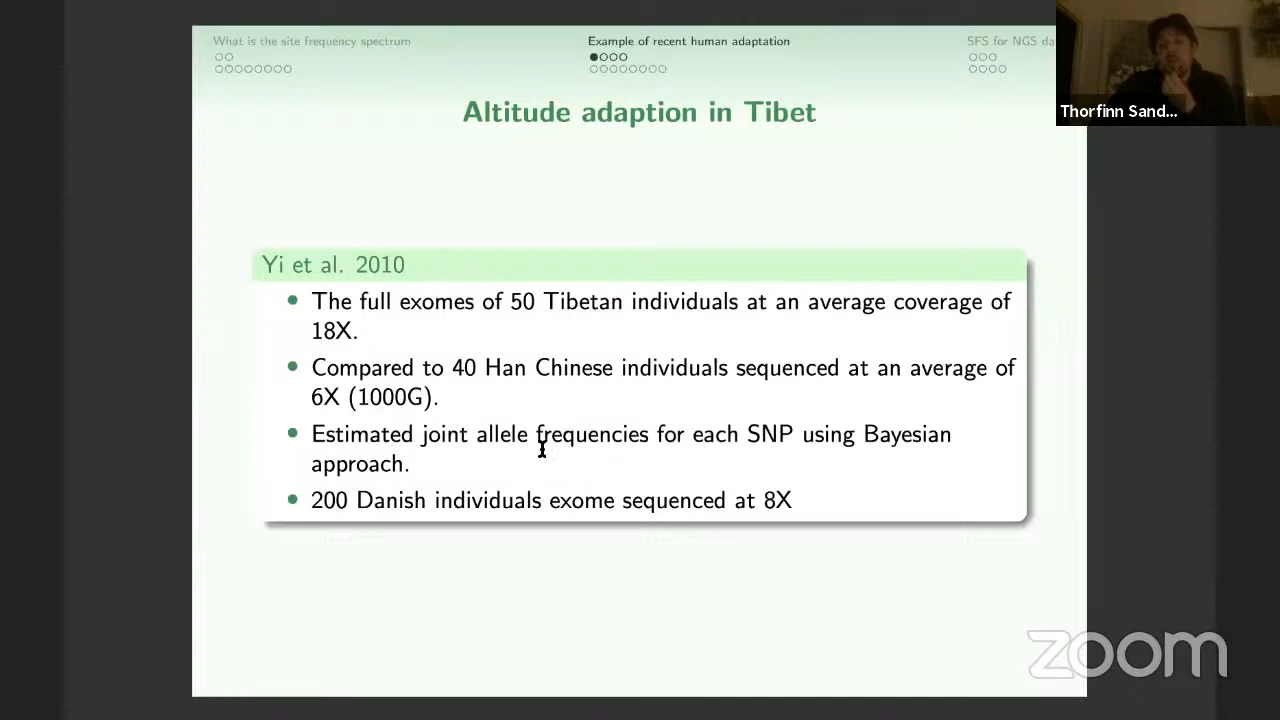 What is the site frequency spectrum
Example of recent human adaptation
SFS for NGS da
Thorfinn Sand...
Altitude adaption in Tibet
Yi et al. 2010
The full exomes of 50 Tibetan individuals at an average coverage of
18X.
Compared to 40 Han Chinese individuals sequenced at an average of
6X (1000G).
Estimated joint allele frequencies for each SNP using Bayesian
approach.
200 Danish individuals exome sequenced at 8X
zoom